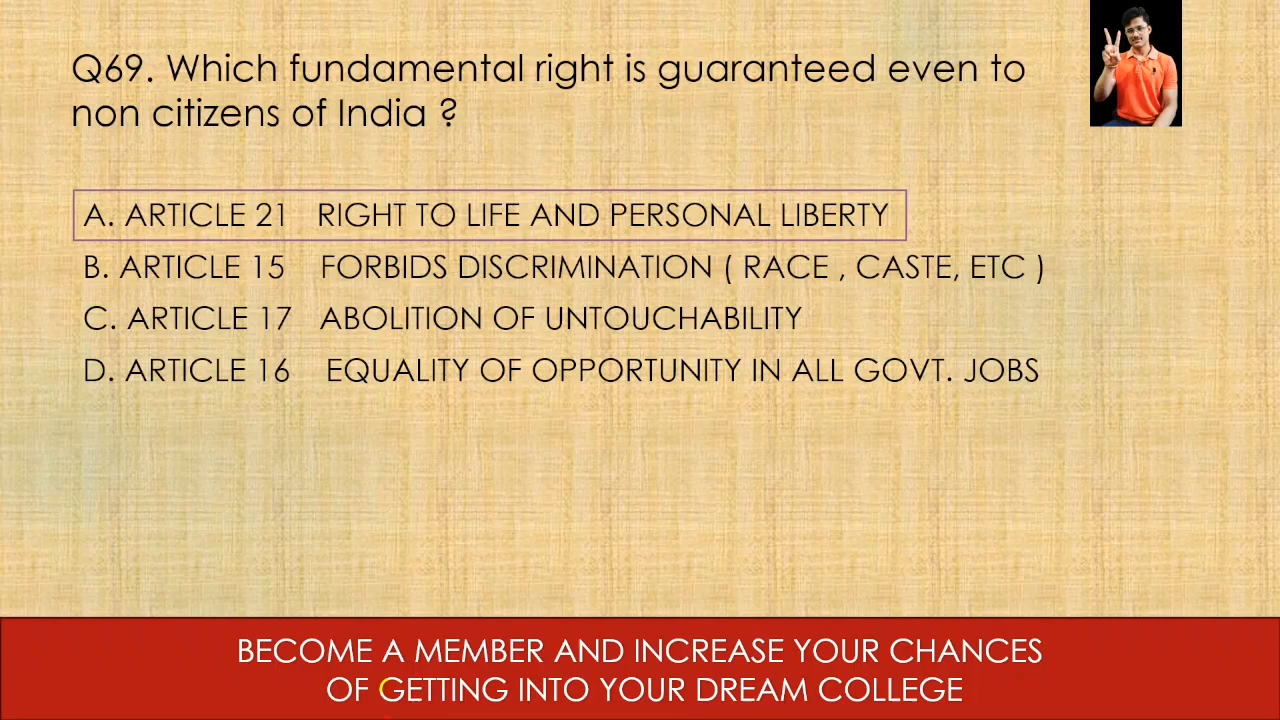 Q69. Which fundamental right is guaranteed even to
non citizens of India ?
A. ARTICLE 21 RIGHT TO LIFE AND PERSONAL LIBERTY
B. ARTICLE 15 FORBIDS DISCRIMINATION ( RACE , CASTE, ETC )
C. ARTICLE 17 ABOLITION OF UNTOUCHABILITY
D. ARTICLE 16 EQUALITY OF OPPORTUNITY IN ALL GOVT. JOBS
BECOME A MEMBER AND INCREASE YOUR CHANCES
OF GETTING INTO YOUR DREAM COLLEGE